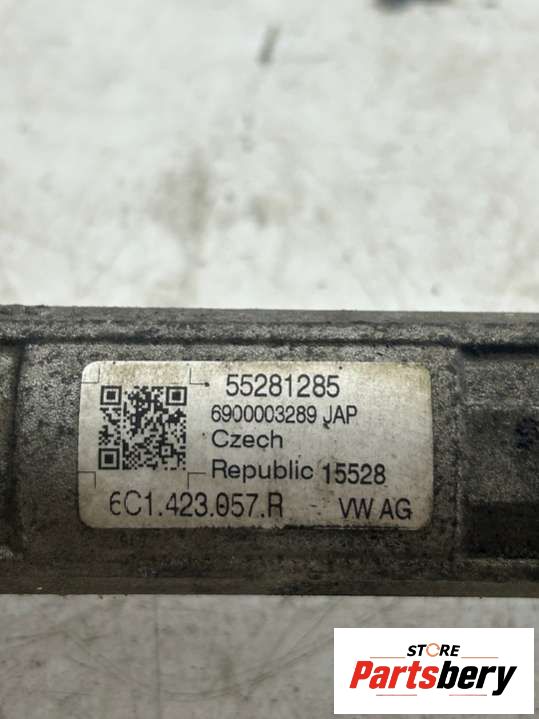 55281285
6900003289 JAP
Czech
Republic 15528
6C1.423.057.R VW AG
STORE
Partsbery